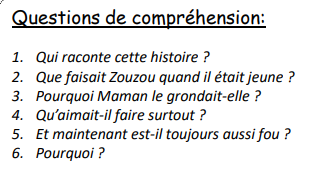 Questions de compréhension:
1. Qui raconte cette histoire ?
2. Que faisait Zouzou quand il était jeune ?
3. Pourquoi Maman le grondait-elle ?
4. Qu'aimait-il faire surtout ?
5. Et maintenant est-il toujours aussi fou ?
6. Pourquoi ?